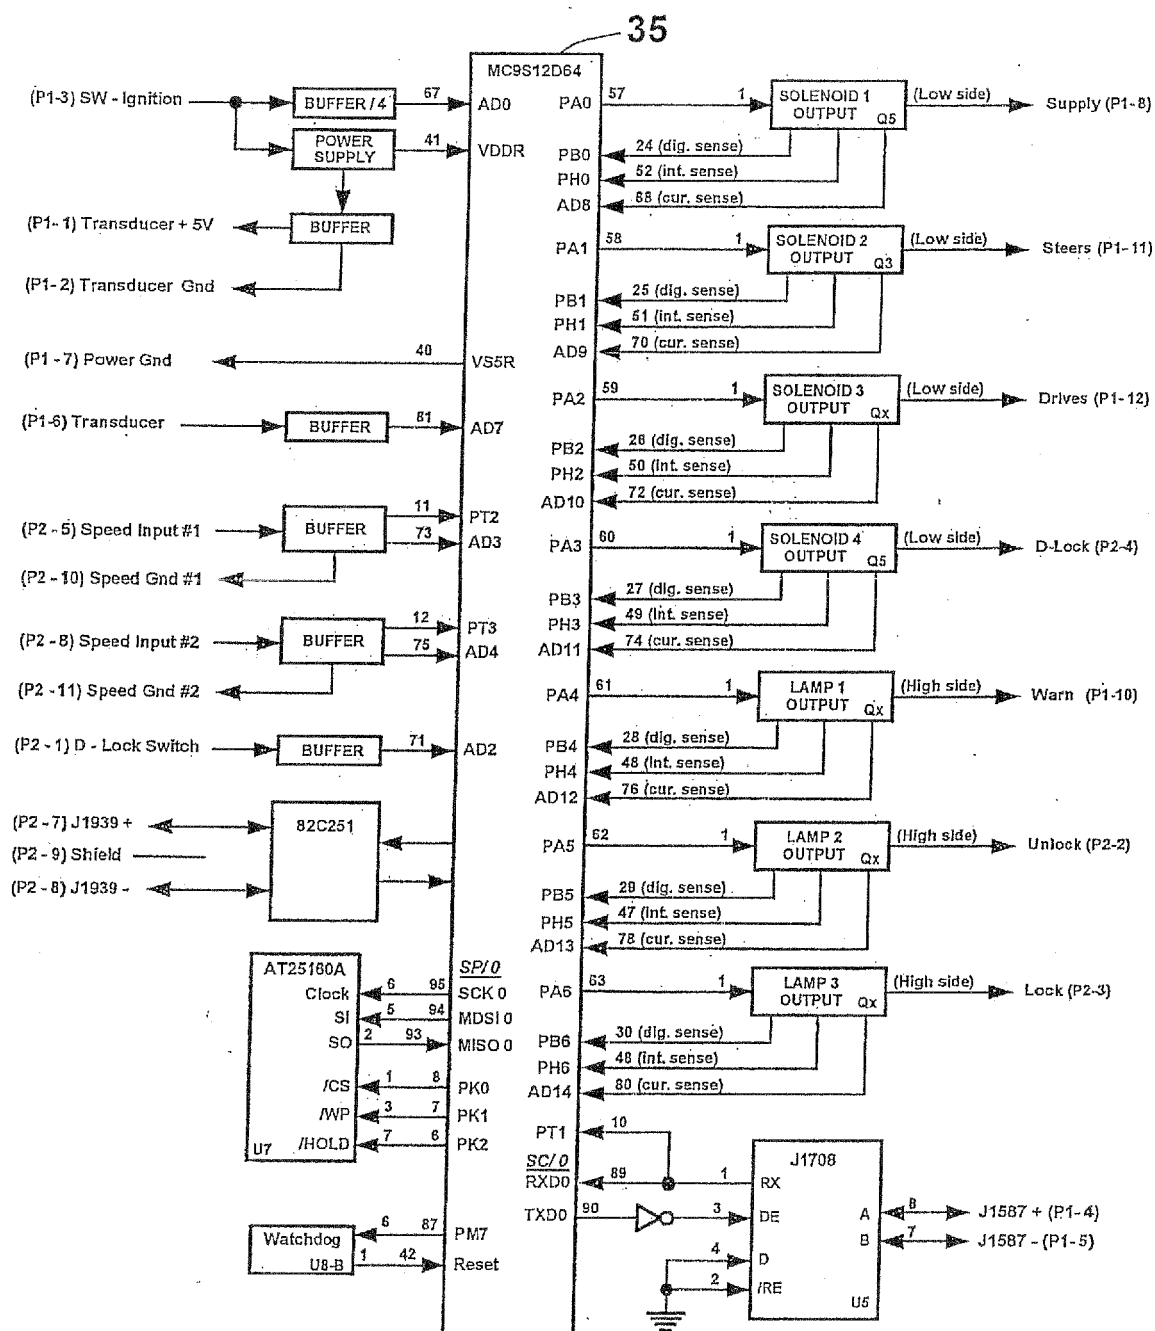 35
MC9S12D64
(P1-3) SW - Ignition
BUFFER / 4
67
AD0
POWER
SUPPLY
41
VDDR
(P1- 1) Transducer + 5V
BUFFER
(P1- 2) Transducer Gnd
(P1 - 7) Power Gnd
40
VS5R
(P1-6) Transducer
BUFFER
81
AD7
(P2 - 5) Speed Input #1
BUFFER
11
PT2
73
AD3
(P2 - 10) Speed Gnd #1
(P2 - 8) Speed Input #2
BUFFER
12
PT3
75
AD4
(P2 -11) Speed Gnd #2
(P2 - 1) D - Lock Switch
BUFFER
71
AD2
(P2 - 7) J1939 +
(P2 - 9) Shield
(P2 - 8) J1939 -
82C251
AT25160A
SP/0
Clock
6
95
SCK 0
SI
5
94
MDSI 0
SO
2
93
MISO 0
/CS
1
8
PK0
/WP
3
7
PK1
/HOLD
7
6
PK2
U7
Watchdog
U8-B
6
87
PM7
1
42
Reset
PA0
57
1
SOLENOID 1
OUTPUT
Q5
(Low side)
Supply (P1-8)
PB0
24 (dig. sense)
PH0
52 (int. sense)
AD8
68 (cur. sense)
PA1
58
1
SOLENOID 2
OUTPUT
Q3
(Low side)
Steers (P1-11)
PB1
25 (dig. sense)
PH1
51 (int. sense)
AD9
70 (cur. sense)
PA2
59
1
SOLENOID 3
OUTPUT
Qx
(Low side)
Drives (P1- 12)
PB2
26 (dig. sense)
PH2
50 (int. sense)
AD10
72 (cur. sense)
PA3
60
1
SOLENOID 4
OUTPUT
Q5
(Low side)
D-Lock (P2-4)
PB3
27 (dig. sense)
PH3
49 (int. sense)
AD11
74 (cur. sense)
PA4
61
1
LAMP 1
OUTPUT
Qx
(High side)
Warn (P1-10)
PB4
28 (dig. sense)
PH4
48 (int. sense)
AD12
76 (cur. sense)
PA5
62
1
LAMP 2
OUTPUT
Qx
(High side)
Unlock (P2-2)
PB5
29 (dig. sense)
PH5
47 (int. sense)
AD13
78 (cur. sense)
PA6
63
1
LAMP 3
OUTPUT
Qx
(High side)
Lock (P2-3)
PB6
30 (dig. sense)
PH6
48 (int. sense)
AD14
80 (cur. sense)
PT1
10
SC/0
RXD0
89
1
RX
J1708
TXD0
90
3
DE
4
D
2
/RE
A
8
J1587 + (P1- 4)
B
7
J1587 - (P1- 5)
U5